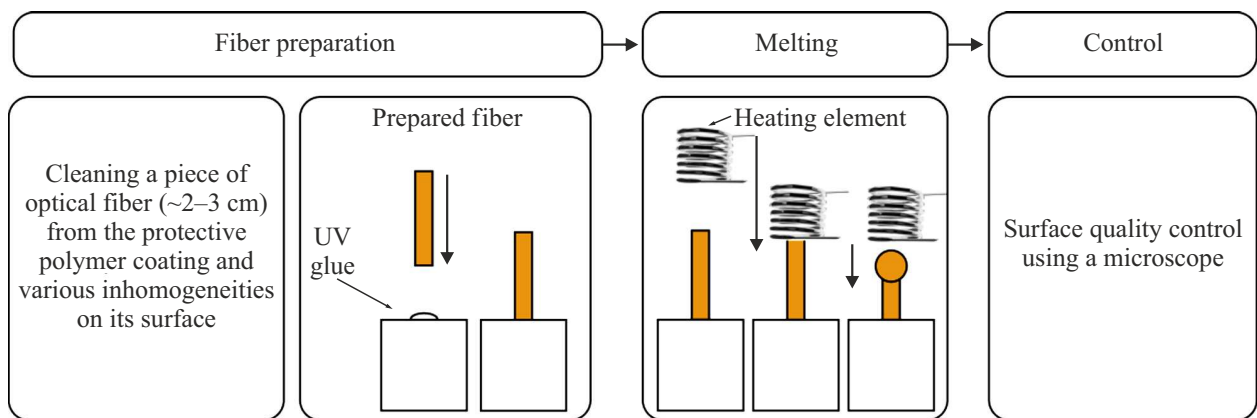 Fiber preparation
Melting
Control
Cleaning a piece of
optical fiber (~2–3 cm)
from the protective
polymer coating and
various inhomogeneities
on its surface
Prepared fiber
UV
glue
Heating element
Surface quality control
using a microscope